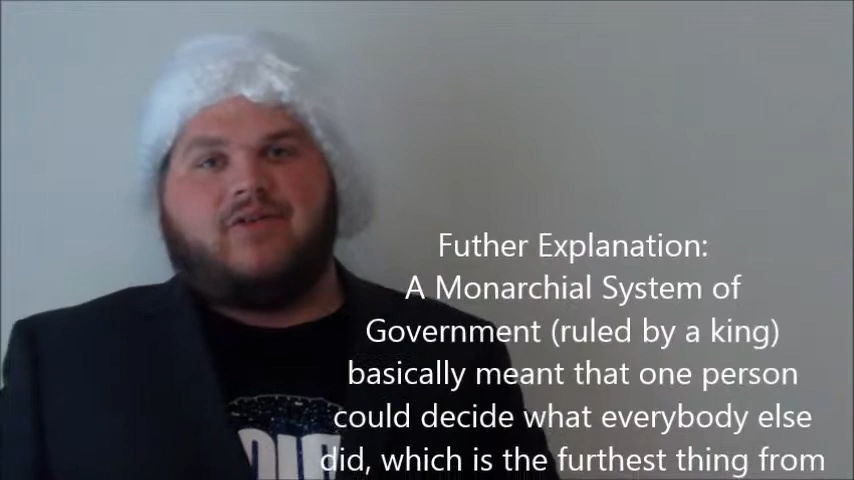 Futher Explanation:
A Monarchial System of
Government (ruled by a king)
basically meant that one person
could decide what everybody else
did, which is the furthest thing from